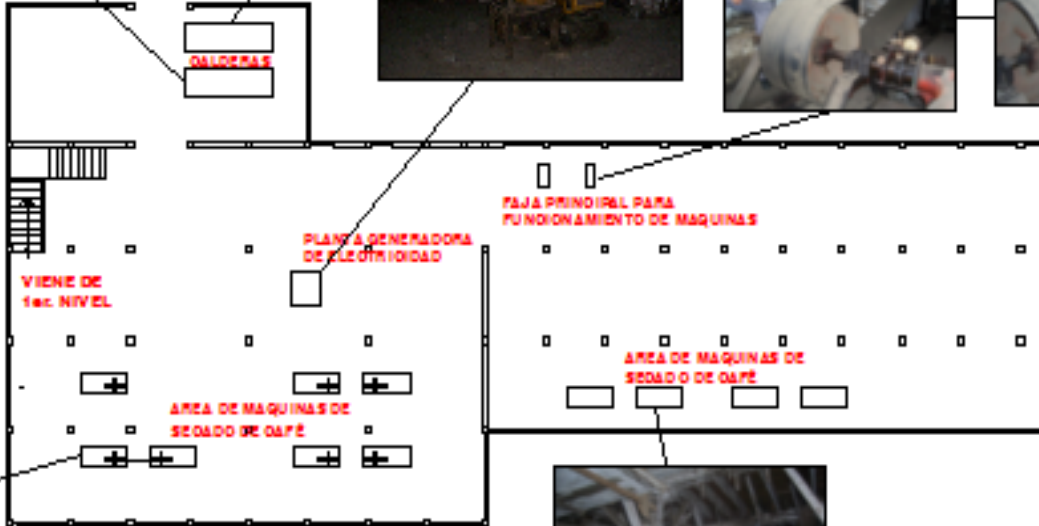 CALDERAS
FAJA PRINCIPAL PARA
FUNCIONAMIENTO DE MAQUINAS
PLANTA GENERADORA
DE ELECTRICIDAD
VIENE DE
1er. NIVEL
AREA DE MAQUINAS DE
SECADO DE CAFÉ
AREA DE MAQUINAS DE
SECADO DE CAFÉ